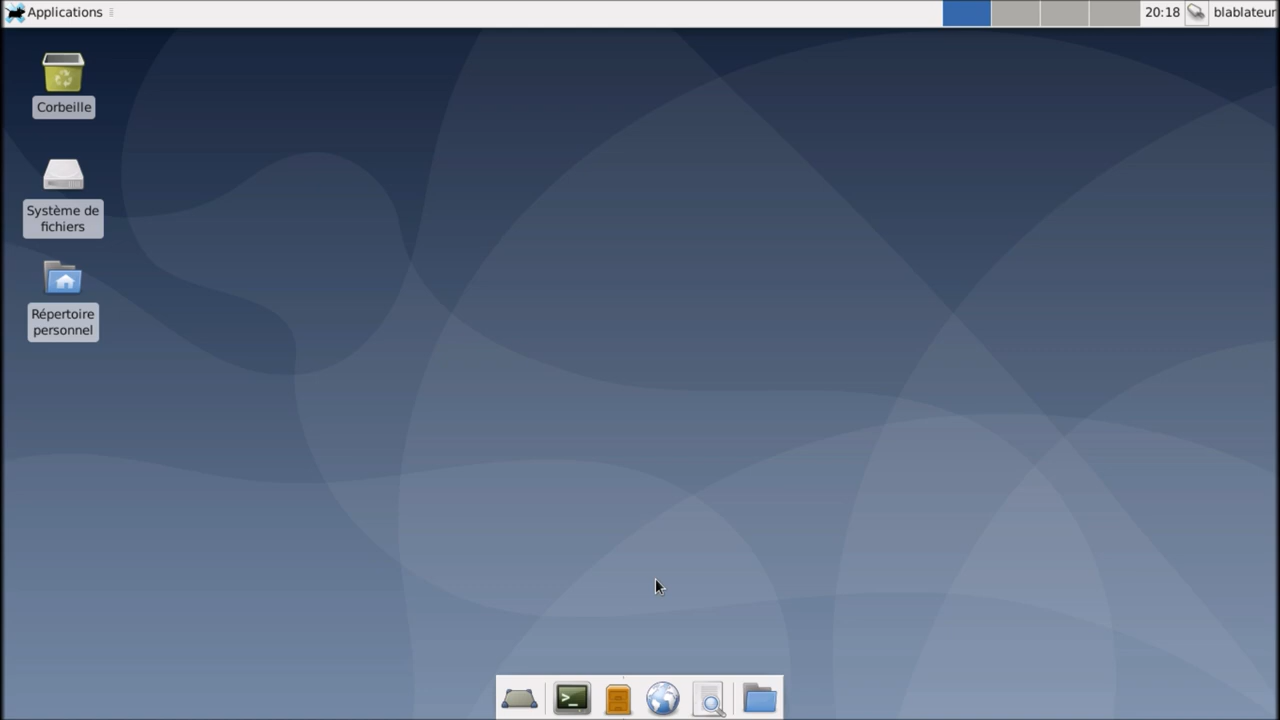 Applications
20:18
blablateur
Corbeille
Système de
fichiers
Répertoire
personnel